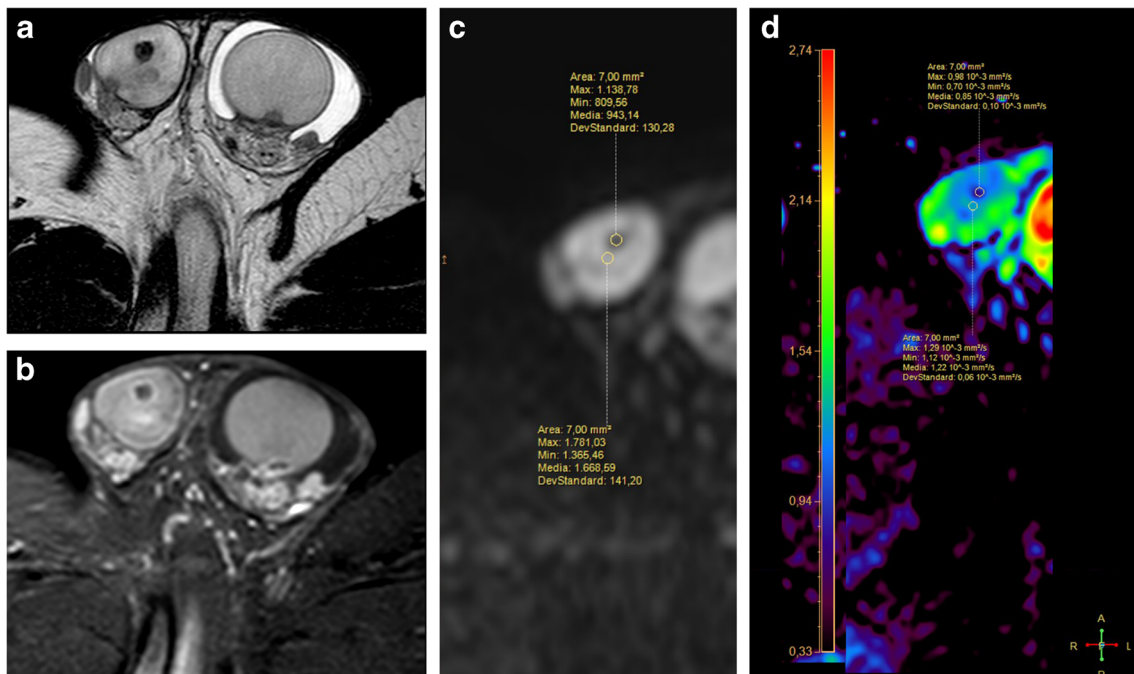 a
b
c
Area: 7,00 mm²
Max: 1.138,78
Min: 809,56
Media: 943,14
DevStandard: 130,28
Area: 7,00 mm²
Max: 1.781,03
Min: 1.365,46
Media: 1.668,59
DevStandard: 141,20
d
2,74
2,14
1,54
0,94
0,33
Area: 7,00 mm²
Max: 0,98 10^-3 mm²/s
Min: 0,70 10^-3 mm²/s
Media: 0,85 10^-3 mm²/s
DevStandard: 0,10 10^-3 mm²/s
Area: 7,00 mm²
Max: 1,29 10^-3 mm²/s
Min: 1,12 10^-3 mm²/s
Media: 1,22 10^-3 mm²/s
DevStandard: 0,06 10^-3 mm²/s
A
R L